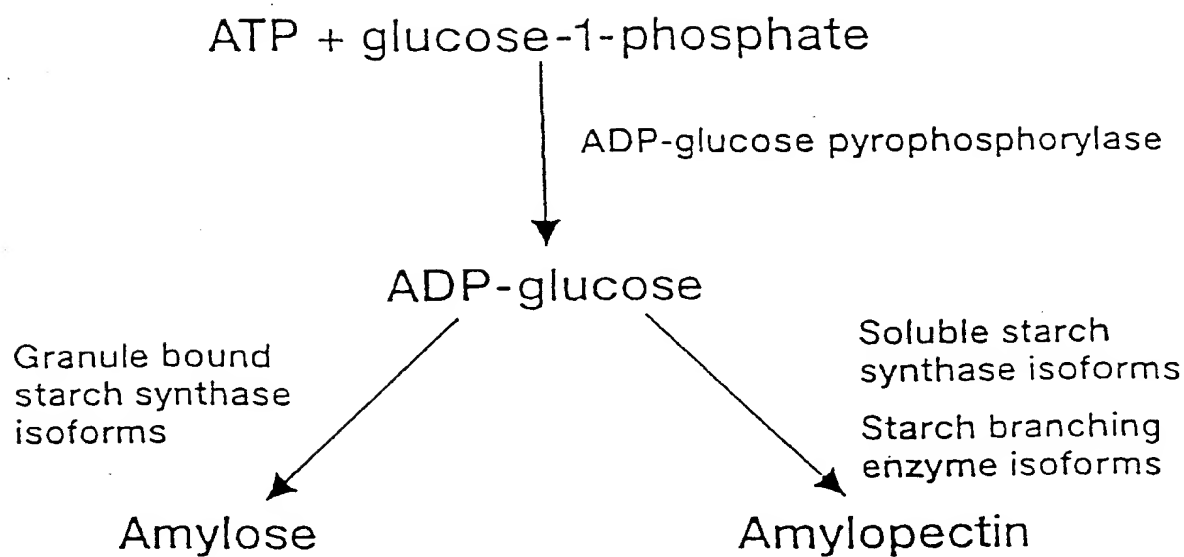 ATP + glucose-1-phosphate
ADP-glucose pyrophosphorylase
ADP-glucose
Granule bound
starch synthase
isoforms
Soluble starch
synthase isoforms
Starch branching
enzyme isoforms
Amylose
Amylopectin